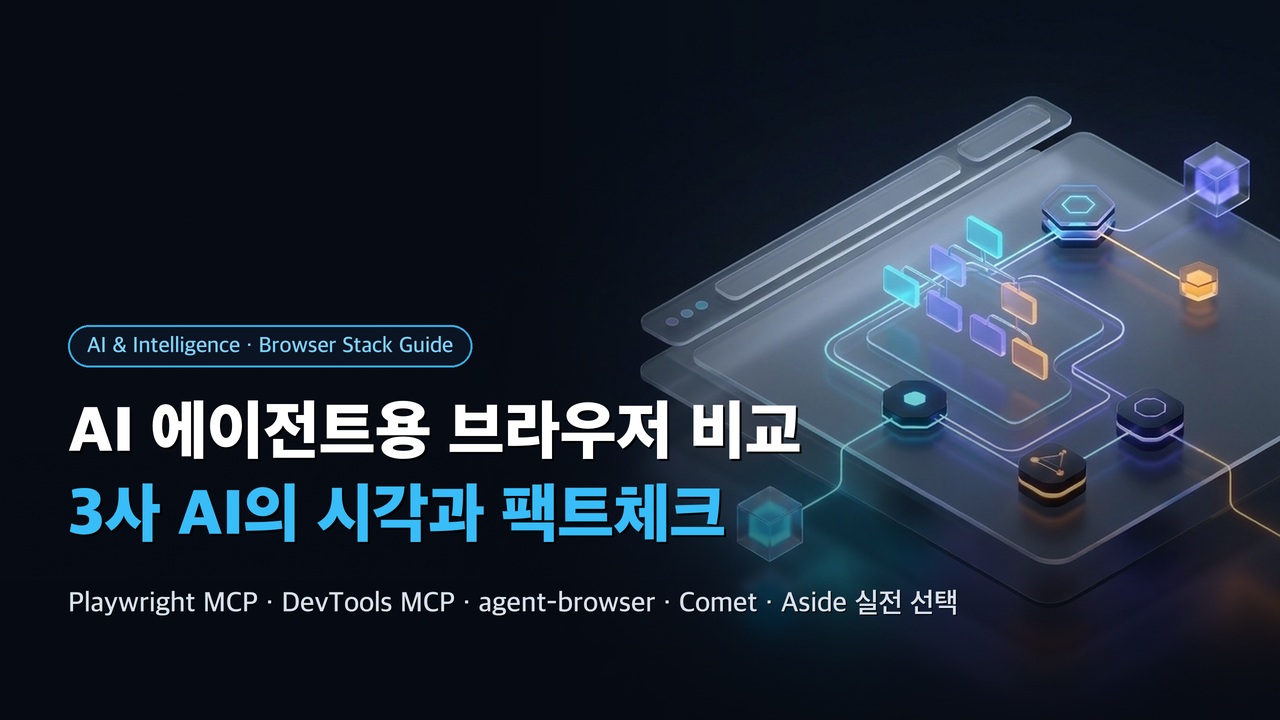 AI & Intelligence · Browser Stack Guide
AI 에이전트용 브라우저 비교
3사 AI의 시각과 팩트체크
Playwright MCP · DevTools MCP · agent-browser · Comet · Aside 실전 선택